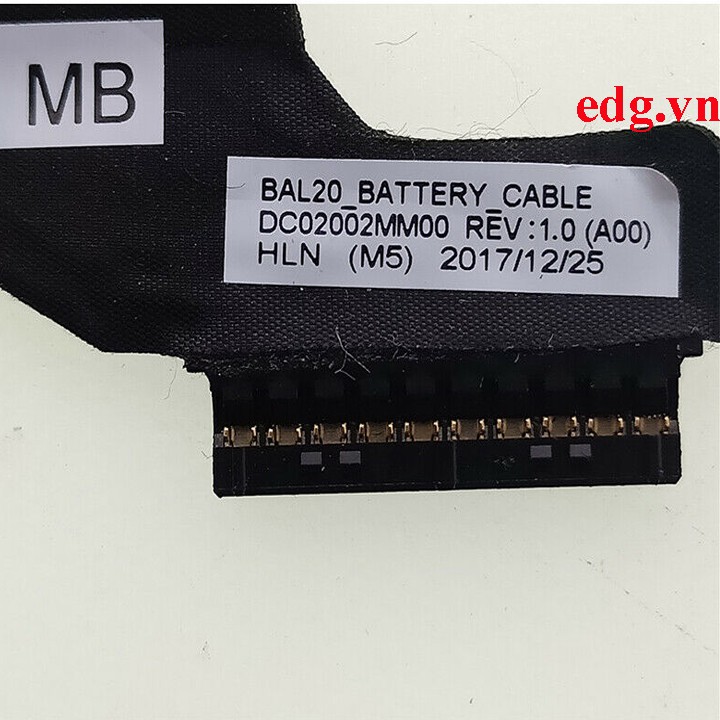 MB
edg.vn
BAL20_BATTERY_CABLE
DC02002MM00 REV:1.0 (A00)
HLN (M5) 2017/12/25